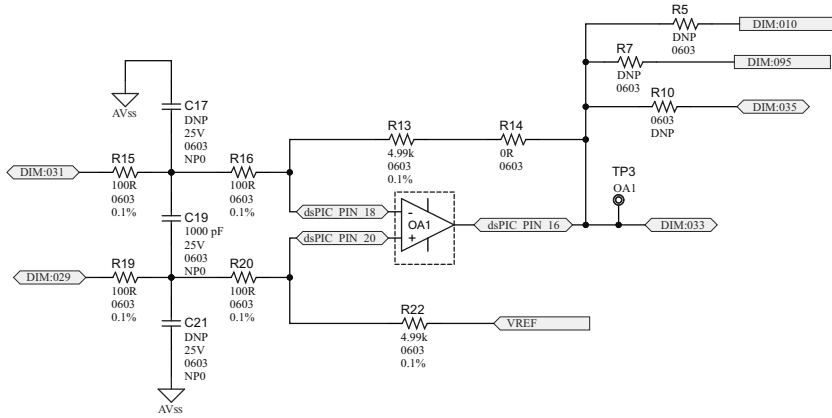 R5
DNP
0603
DIM:010
R7
DNP
0603
DIM:095
R10
0603
DNP
DIM:035
AVss
C17
DNP
25V
0603
NP0
R13
4.99k
0603
0.1%
R14
0R
0603
DIM:031
R15
100R
0603
0.1%
R16
100R
0603
0.1%
TP3
OA1
dsPIC_PIN_18
-
OA1
+
dsPIC_PIN_20
dsPIC_PIN_16
DIM:033
C19
1000 pF
25V
0603
NP0
DIM:029
R19
100R
0603
0.1%
R20
100R
0603
0.1%
C21
DNP
25V
0603
NP0
R22
4.99k
0603
0.1%
VREF
AVss